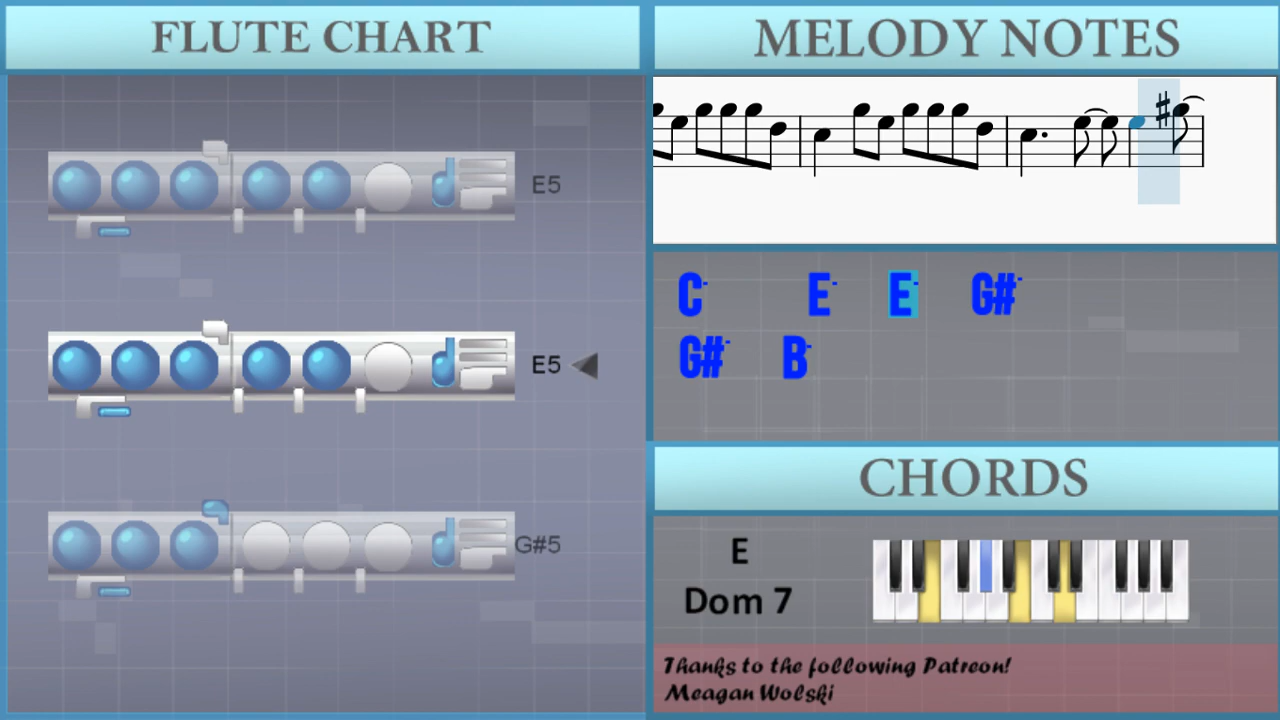 FLUTE CHART
E5
E5
G#5
MELODY NOTES
C- E- E- G#-
G#- B-
CHORDS
E
Dom 7
Thanks to the following Patreon!
Meagan Wolski